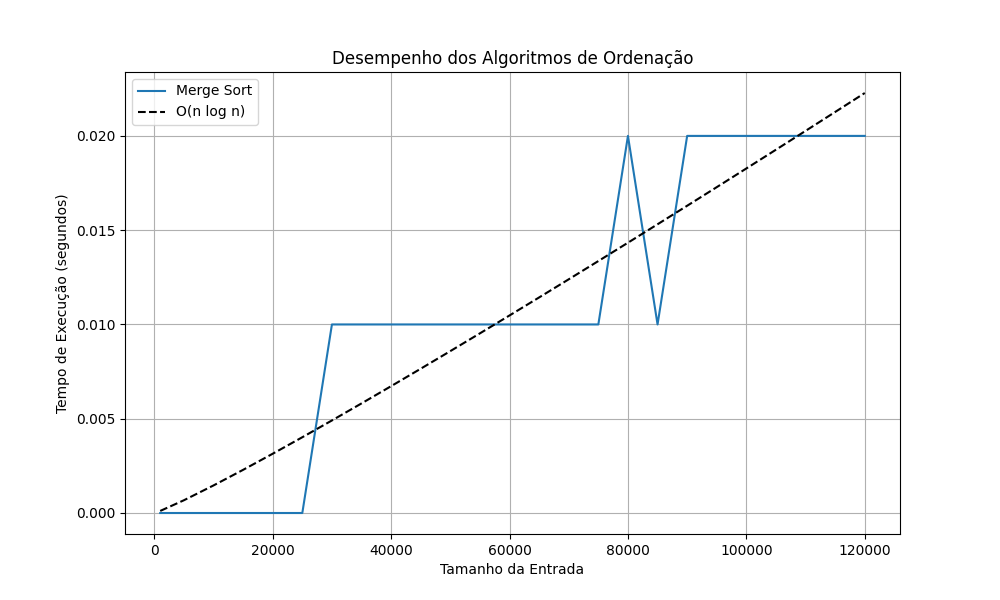 Desempenho dos Algoritmos de Ordenação
Merge Sort
O(n log n)
0.020
0.015
0.010
0.005
0.000
Tempo de Execução (segundos)
0
20000
40000
60000
80000
100000
120000
Tamanho da Entrada